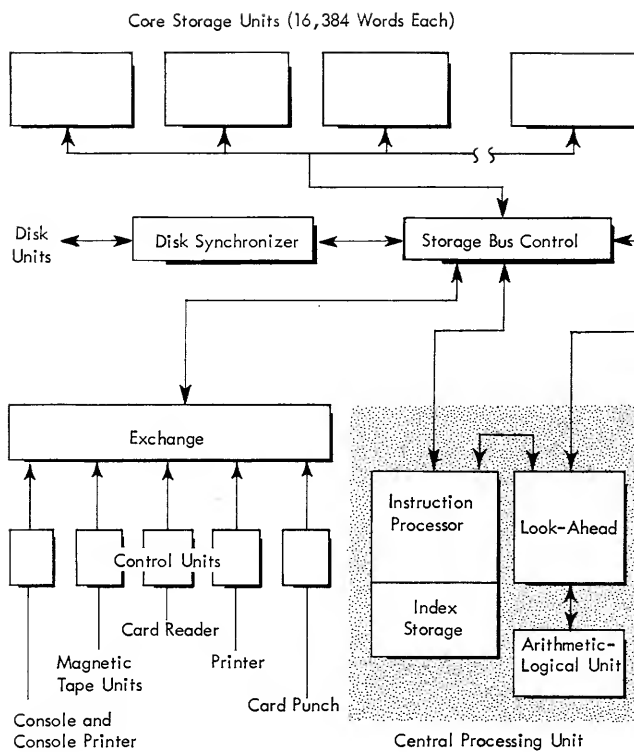 Core Storage Units (16,384 Words Each)
Disk
Units
Disk Synchronizer
Storage Bus Control
Exchange
Instruction
Processor
Look-Ahead
Control Units
Index
Storage
Card Reader
Arithmetic-
Logical Unit
Magnetic
Tape Units
Printer
Card Punch
Console and
Console Printer
Central Processing Unit